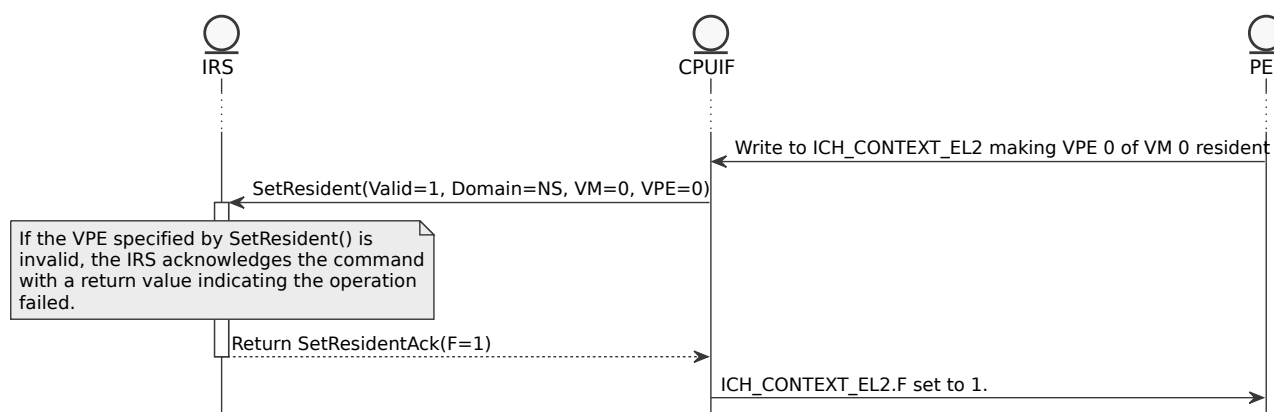 IRS
CPUIF
PE
Write to ICH_CONTEXT_EL2 making VPE 0 of VM 0 resident
SetResident(Valid=1, Domain=NS, VM=0, VPE=0)
If the VPE specified by SetResident() is
invalid, the IRS acknowledges the command
with a return value indicating the operation
failed.
Return SetResidentAck(F=1)
ICH_CONTEXT_EL2.F set to 1.